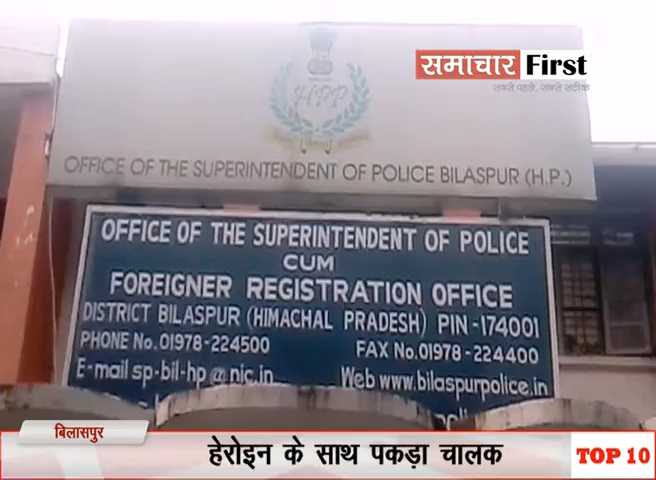 समाचार First
सबसे पहले, सबसे सटीक
HPP
OFFICE OF THE SUPERINTENDENT OF POLICE BILASPUR (H.P.)
OFFICE OF THE SUPERINTENDENT OF POLICE
CUM
FOREIGNER REGISTRATION OFFICE
DISTRICT BILASPUR (HIMACHAL PRADESH) PIN-174001
PHONE No. 01978-224500 FAX No. 01978-224400
E-mail sp-bil-hp@nic.in Web www.bilaspurpolice.in
बिलासपुर
हेरोइन के साथ पकड़ा चालक
TOP 10